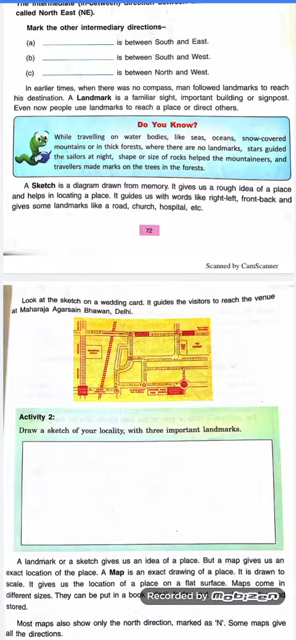 The intermediate (in-between) direction between
called North East (NE).
Mark the other intermediary directions–
(a) ____________ is between South and East.
(b) ____________ is between South and West.
(c) ____________ is between North and West.
In earlier times, when there was no compass, man followed landmarks to reach
his destination. A Landmark is a familiar sight, important building or signpost.
Even now people use landmarks to reach a place or direct others.
Do You Know?
While travelling on water bodies, like seas, oceans, snow-covered
mountains or in thick forests, where there are no landmarks, stars guided
the sailors at night, shape or size of rocks helped the mountaineers, and
travellers made marks on the trees in the forests.
A Sketch is a diagram drawn from memory. It gives us a rough idea of a place
and helps in locating a place. It guides us with words like right-left, front-back and
gives some landmarks like a road, church, hospital, etc.
72
Scanned by CamScanner
Look at the sketch on a wedding card. It guides the visitors to reach the venue
at Maharaja Agarsain Bhawan, Delhi.
Activity 2:
Draw a sketch of your locality, with three important landmarks.
A landmark or a sketch gives us an idea of a place. But a map gives us an
exact location of the place. A Map is an exact drawing of a place. It is drawn to
scale. It gives us the location of a place on a flat surface. Maps come in
different sizes. They can be put in a book
Recorded by mobizen
stored.
Most maps also show only the north direction, marked as 'N'. Some maps give
all the directions.